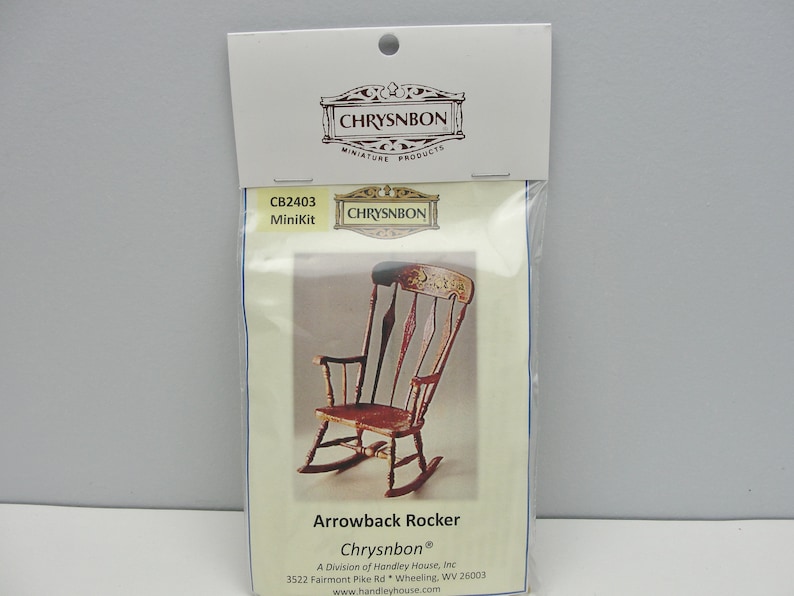 CHRYSNBON®
MINIATURE PRODUCTS
CB2403
MiniKit
CHRYSNBON®
Arrowback Rocker
Chrysnbon®
A Division of Handley House, Inc
3522 Fairmont Pike Rd * Wheeling, WV 26003
www.handleyhouse.com